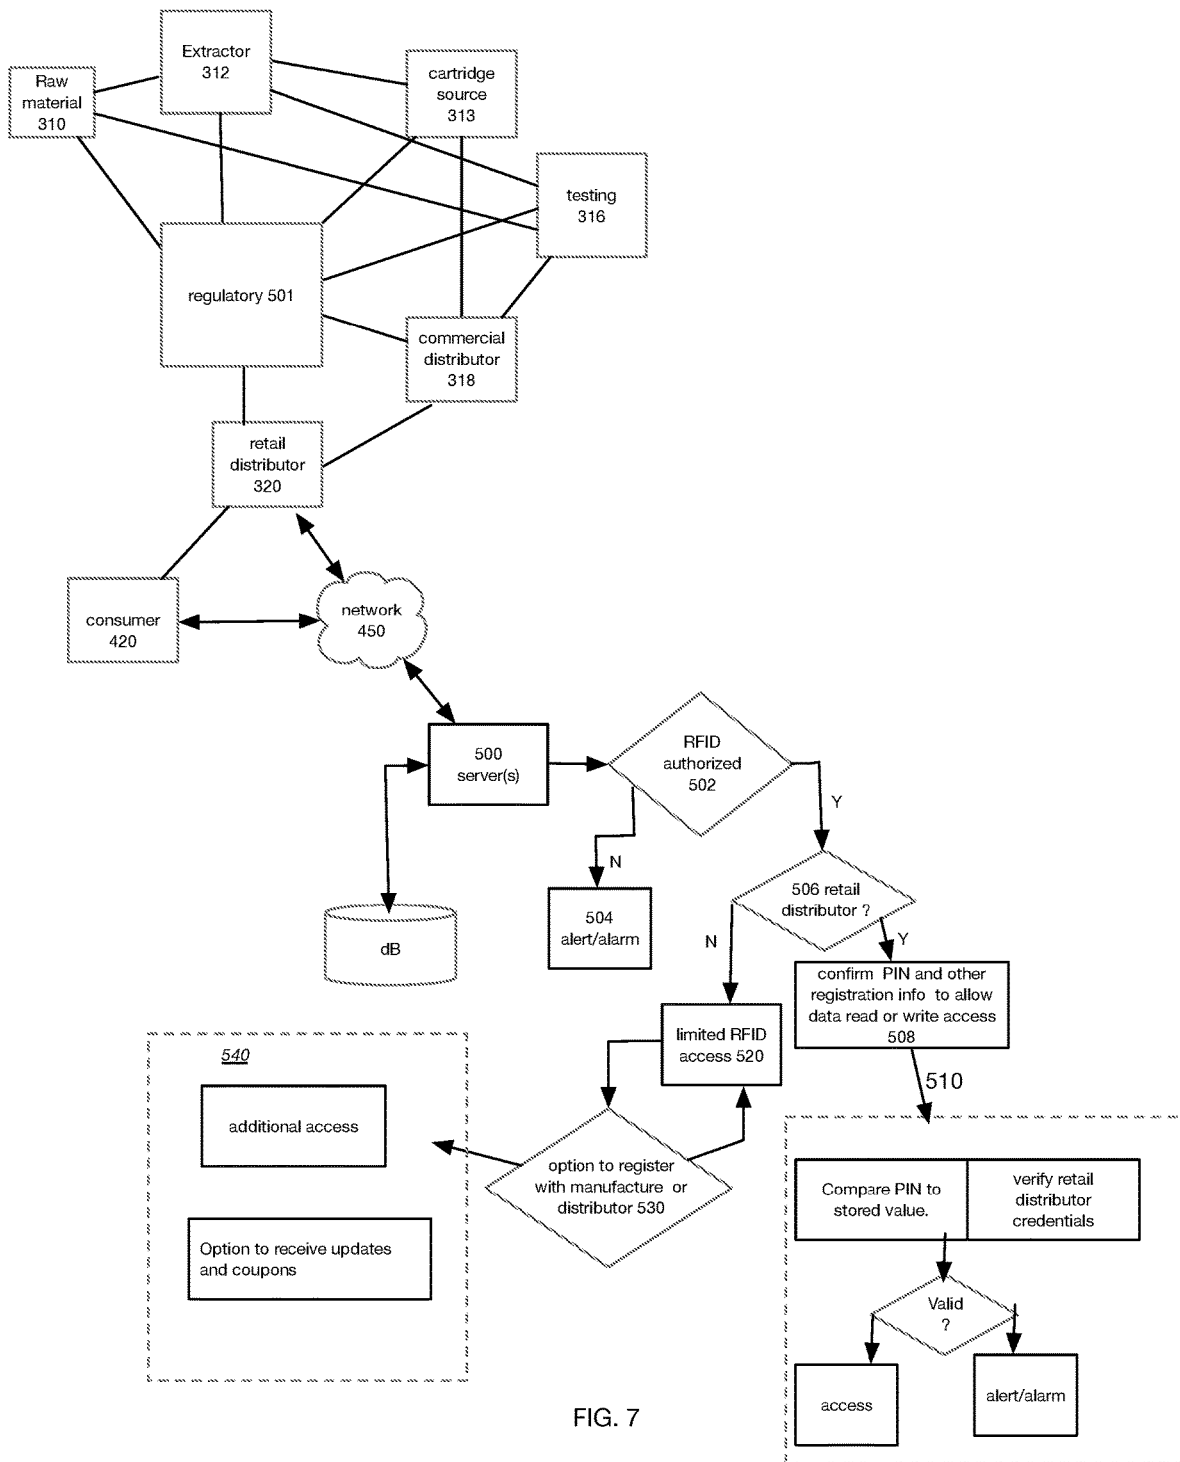 Extractor
312
Raw
material
310
cartridge
source
313
testing
316
regulatory 501
commercial
distributor
318
retail
distributor
320
consumer
420
network
450
500
server(s)
RFID
authorized
502
Y
N
504
alert/alarm
506 retail
distributor ?
N
Y
dB
confirm PIN and other
registration info to allow
data read or write access
508
limited RFID
access 520
510
540
additional access
option to register
with manufacture or
distributor 530
Option to receive updates
and coupons
Compare PIN to
stored value.
verify retail
distributor
credentials
Valid
?
access
alert/alarm
FIG. 7